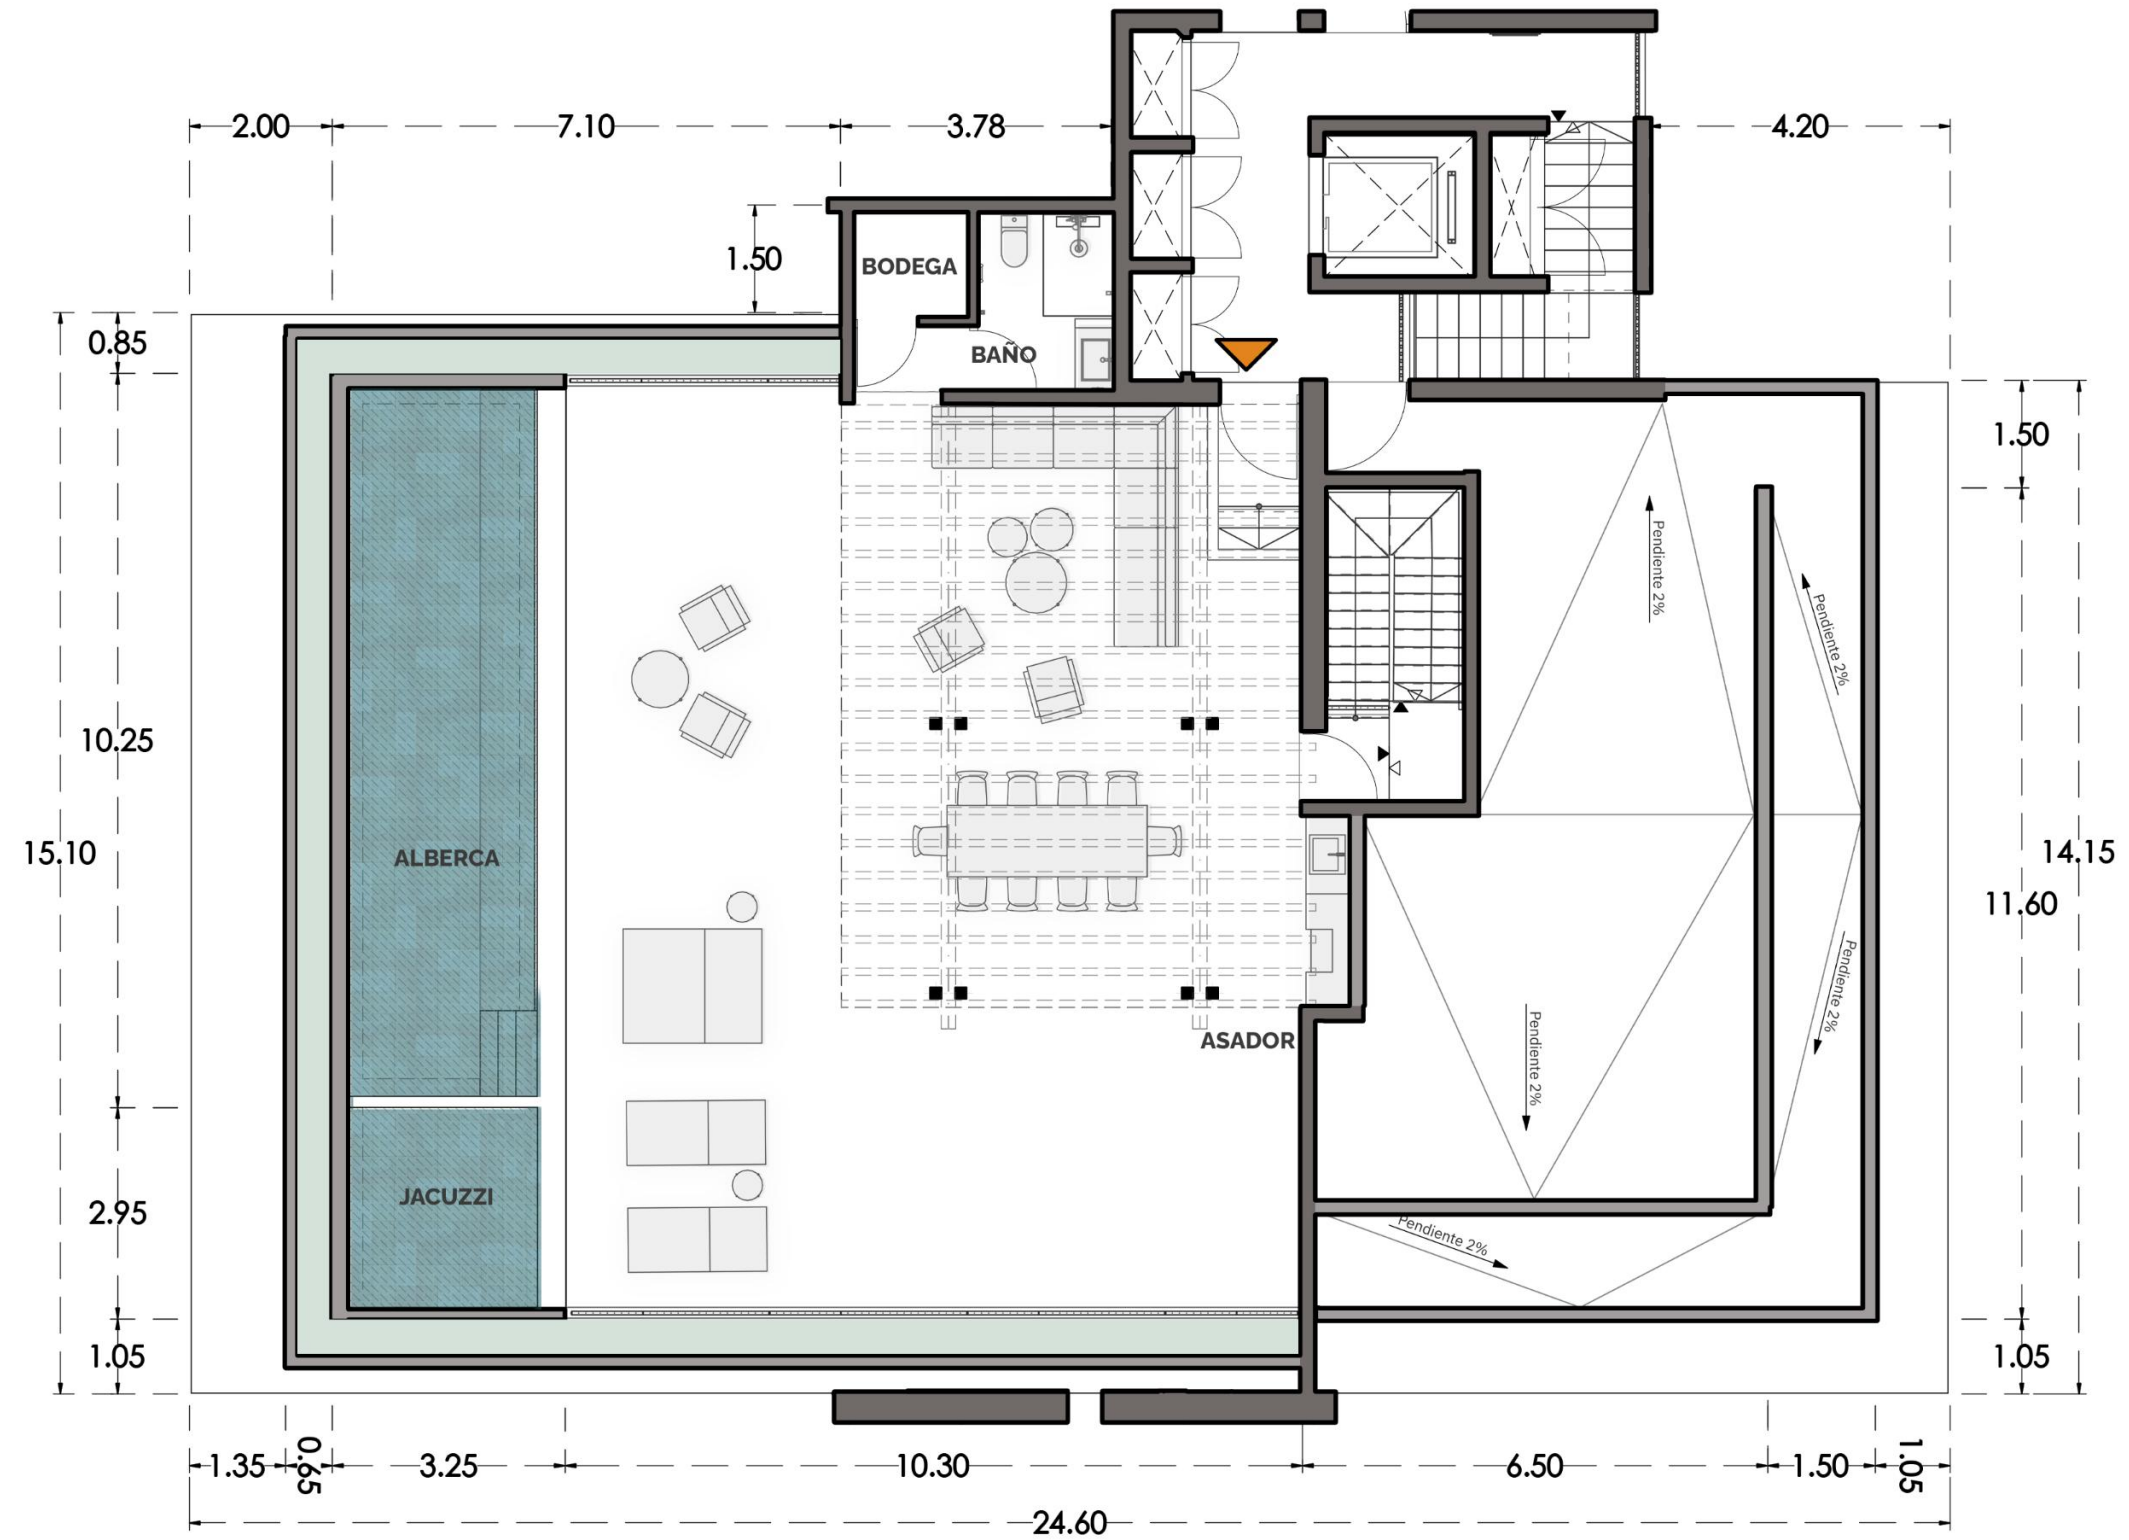 2.00
7.10
3.78
4.20
1.50
BODEGA
BAÑO
0.85
1.50
Pendiente 2%
Pendiente 2%
10.25
15.10
ALBERCA
14.15
11.60
Pendiente 2%
Pendiente 2%
ASADOR
2.95
JACUZZI
Pendiente 2%
1.05
1.05
1.35
0.65
3.25
10.30
6.50
1.50
1.05
24.60